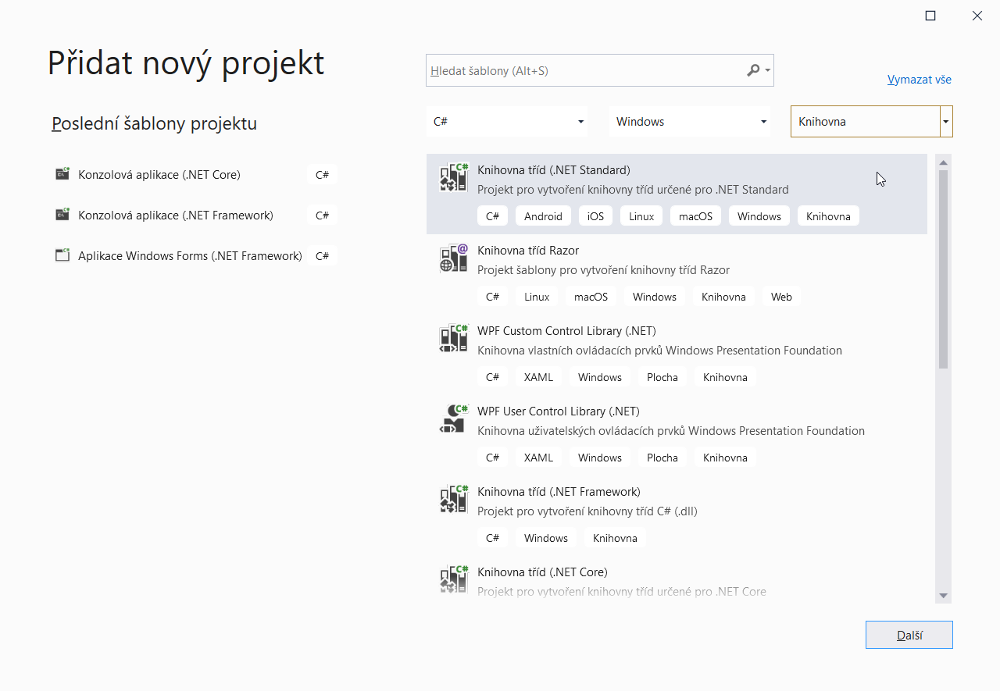 Přidat nový projekt
Hledat šablony (Alt+S)
Vymazat vše
C# Windows Knihovna
Poslední šablony projektu
Konzolová aplikace (.NET Core) C#
Konzolová aplikace (.NET Framework) C#
Aplikace Windows Forms (.NET Framework) C#
Knihovna tříd (.NET Standard)
Projekt pro vytvoření knihovny tříd určené pro .NET Standard
C# Android iOS Linux macOS Windows Knihovna
Knihovna tříd Razor
Projekt šablony pro vytvoření knihovny tříd Razor
C# Linux macOS Windows Knihovna Web
WPF Custom Control Library (.NET)
Knihovna vlastních ovládacích prvků Windows Presentation Foundation
C# XAML Windows Plocha Knihovna
WPF User Control Library (.NET)
Knihovna uživatelských ovládacích prvků Windows Presentation Foundation
C# XAML Windows Plocha Knihovna
Knihovna tříd (.NET Framework)
Projekt pro vytvoření knihovny tříd C# (.dll)
C# Windows Knihovna
Knihovna tříd (.NET Core)
Projekt pro vytvoření knihovny tříd určené pro .NET Core
Další